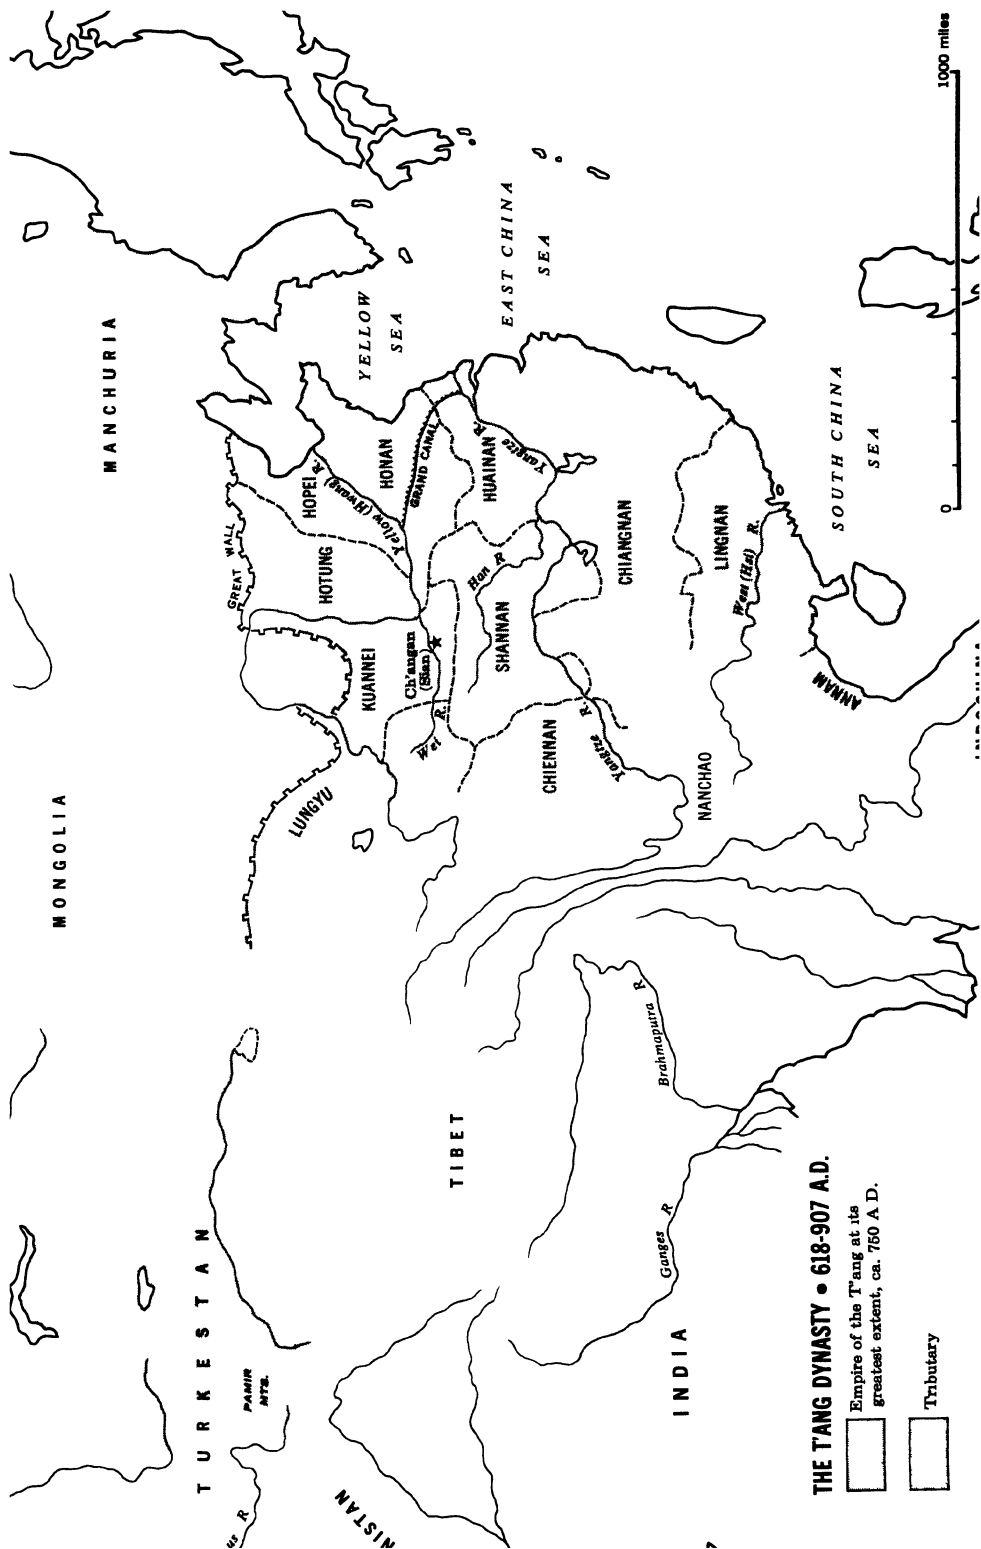 MONGOLIA
MANCHURIA
TURKESTAN
PAMIR
MTS.
us R
NISTAN
GREAT WALL
LUNGYU
HOTUNG
HOPEI
KUANNEI
HONAN
Yellow (Hwang) R.
GRAND CANAL
YELLOW
SEA
Ch'angan
(Sian)
Wei R.
TIBET
Han R
HUAINAN
SHANNAN
EAST CHINA
SEA
CHIENNAN
Yangtze R.
Yangtze R.
CHIANGNAN
Brahmaputra R
Ganges R
INDIA
NANCHAO
LINGNAN
West (Hsi) R.
ANNAM
SOUTH CHINA
SEA
THE T'ANG DYNASTY • 618-907 A.D.
Empire of the T'ang at its
greatest extent, ca. 750 A D.
Tributary
0 1000 miles